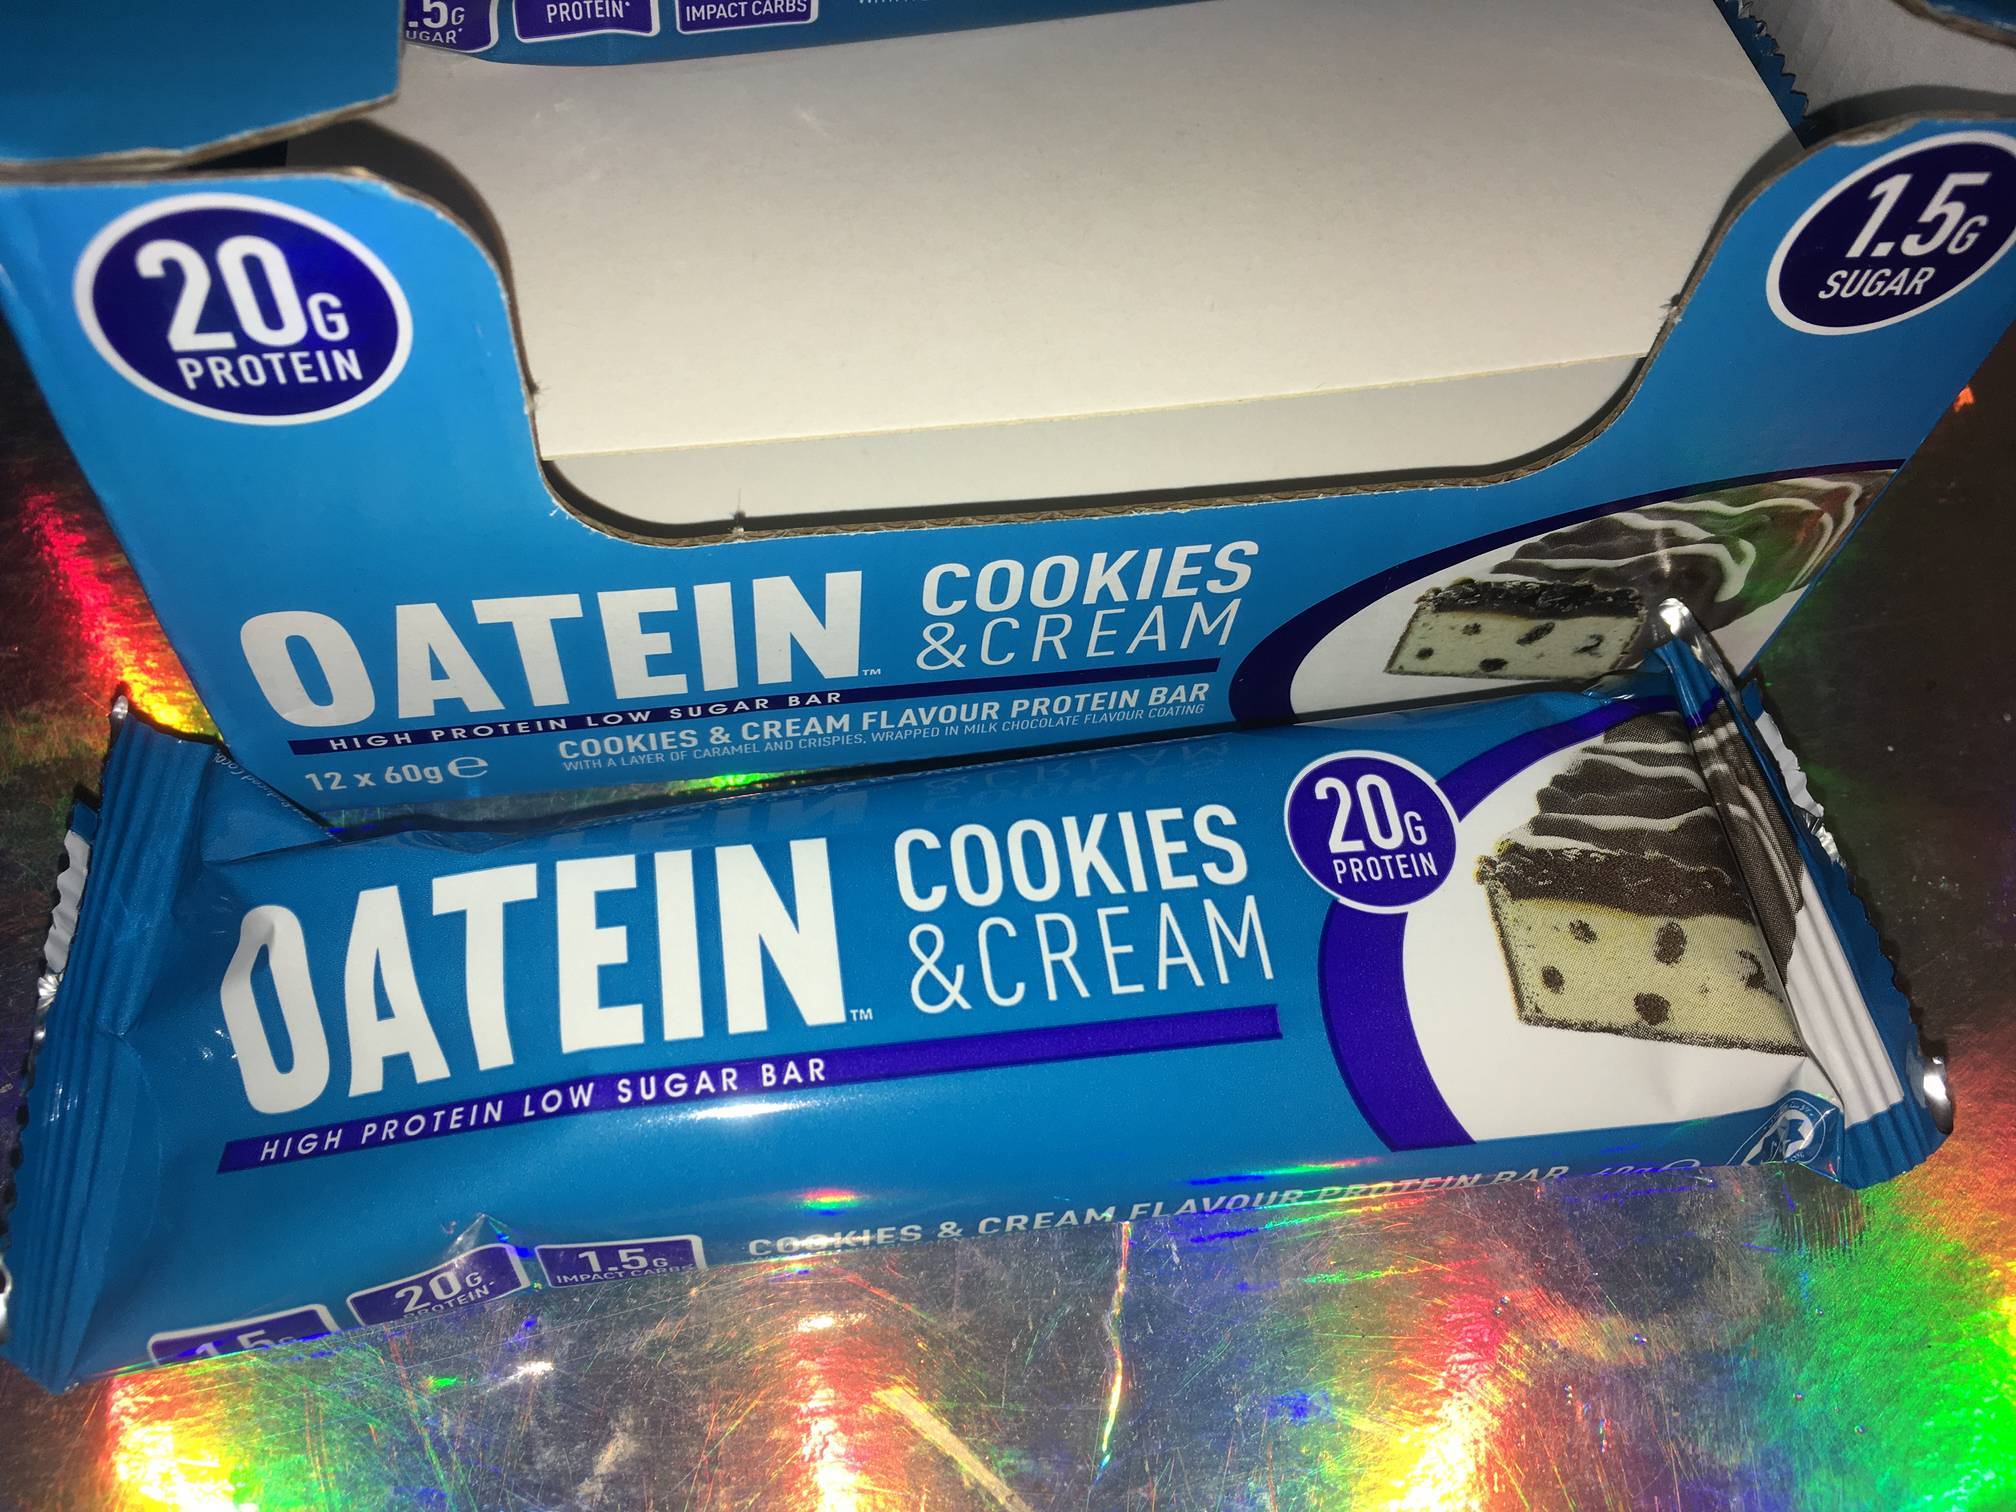 .5G
UGAR*
PROTEIN*
IMPACT CARBS
20G
PROTEIN
1.5G
SUGAR
OATEIN™
COOKIES
&CREAM
HIGH PROTEIN LOW SUGAR BAR
COOKIES & CREAM FLAVOUR PROTEIN BAR
WITH A LAYER OF CARAMEL AND CRISPIES, WRAPPED IN MILK CHOCOLATE FLAVOUR COATING
12 x 60g e
OATEIN™
COOKIES
&CREAM
20G
PROTEIN
HIGH PROTEIN LOW SUGAR BAR
COOKIES & CREAM FLAVOUR PROTEIN BAR 60g e
1.5G
20G
PROTEIN*
1.5G
IMPACT CARBS